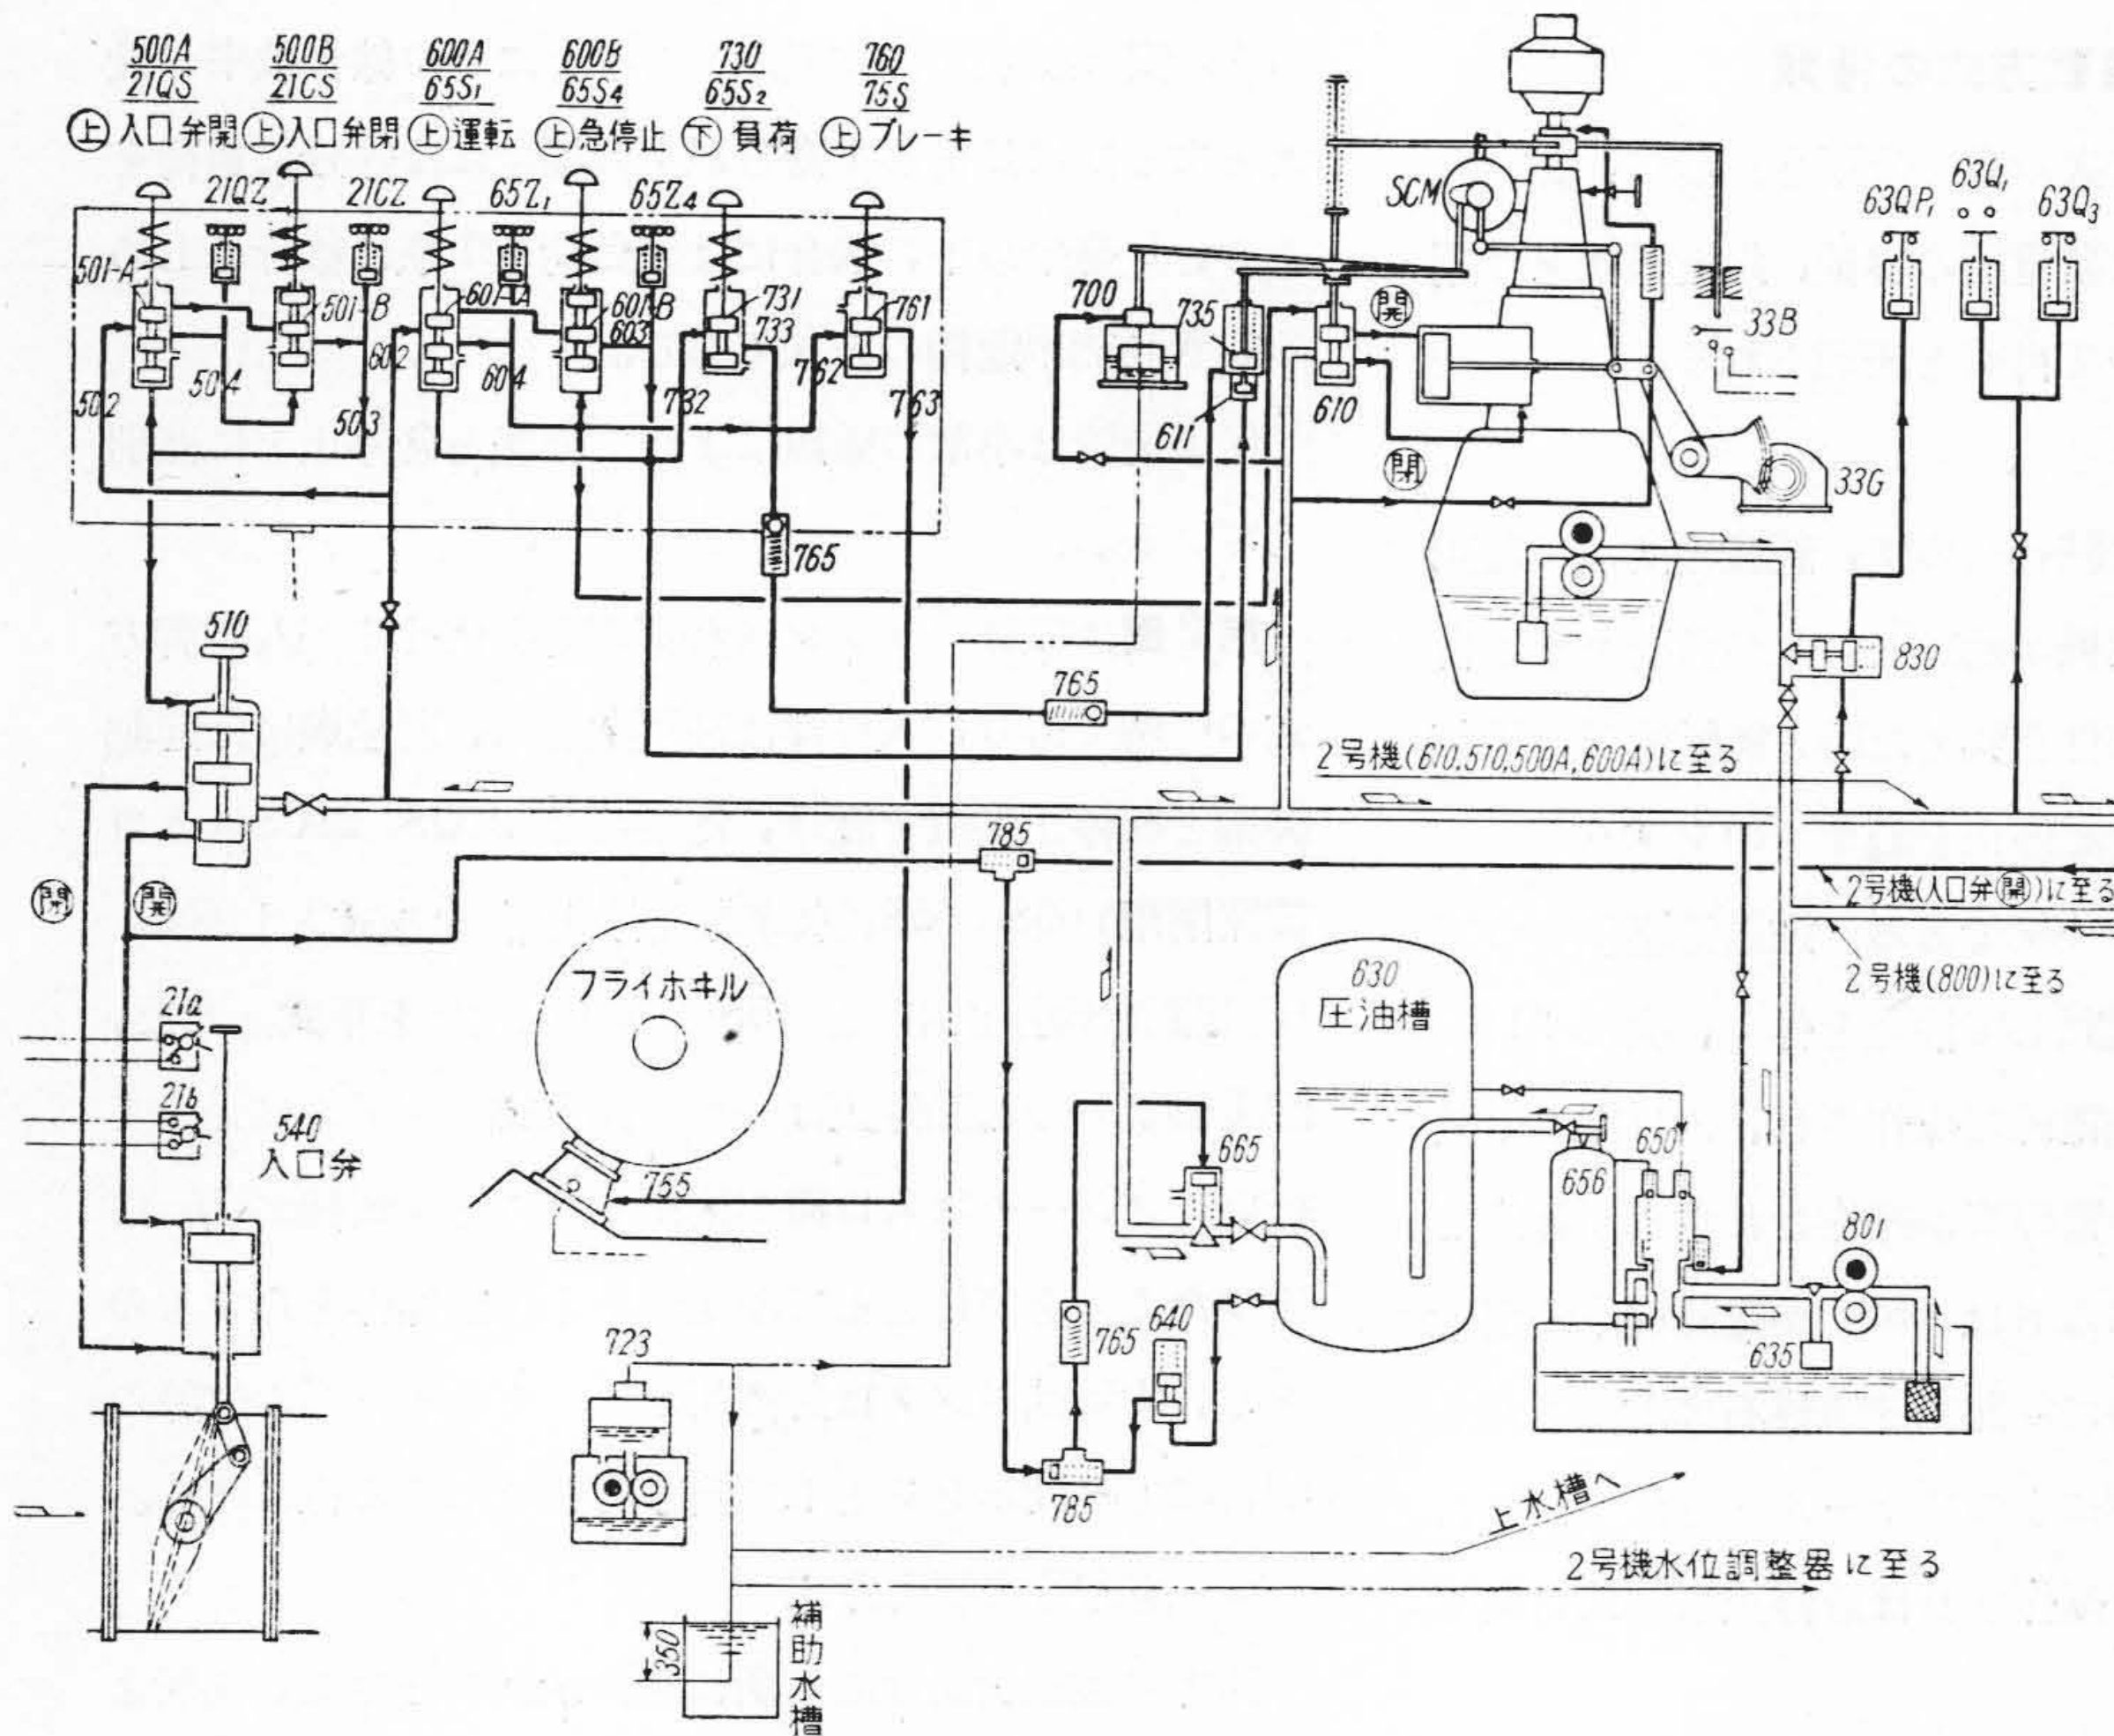 500A 500B 600A 600B 730 760
21QS 21CS 65S₁ 65S₄ 65S₂ 75S
㊤入口弁開 ㊤入口弁閉 ㊤運転 ㊤急停止 ㊦負荷 ㊤ブレーキ
21QZ 21CZ 65Z₁ 65Z₄
501-A 501-B 601-A 601-B 731 761
602 603 733
502 504 503 604 732 762 763
765
SCM
63QP₁ 63Q₁ 63Q₃
700 735 開
33B
611 610
閉
33G
510
765
830
2号機(610,510,500A,600A)に至る
785
閉 開
2号機(入口弁開)に至る
2号機(800)に至る
フライホヰル
630
圧油槽
21a
21b
540
入口弁
755
665
656
650
801
723
765
640
635
785
上水槽へ
2号機水位調整器に至る
350
補助水槽